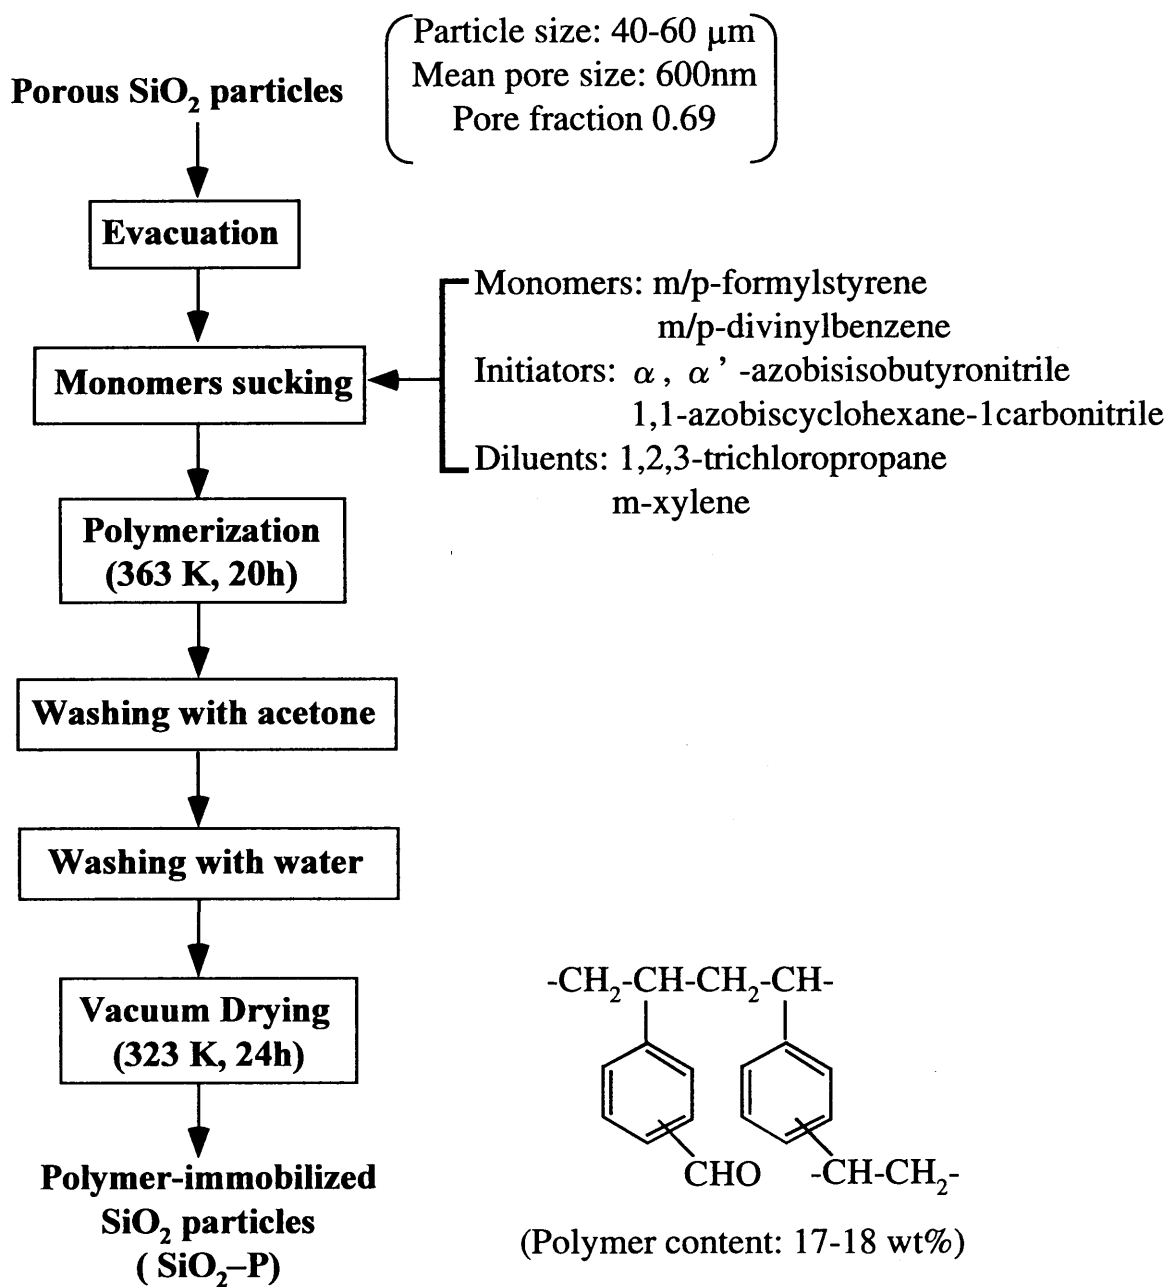 Particle size: 40-60 μm
Mean pore size: 600nm
Pore fraction 0.69
Porous SiO₂ particles
Evacuation
Monomers: m/p-formylstyrene
m/p-divinylbenzene
Monomers sucking
Initiators: α, α’-azobisisobutyronitrile
1,1-azobiscyclohexane-1carbonitrile
Diluents: 1,2,3-trichloropropane
m-xylene
Polymerization
(363 K, 20h)
Washing with acetone
Washing with water
Vacuum Drying
(323 K, 24h)
Polymer-immobilized
SiO₂ particles
( SiO₂–P)
-CH₂-CH-CH₂-CH-
CHO -CH-CH₂-
(Polymer content: 17-18 wt%)